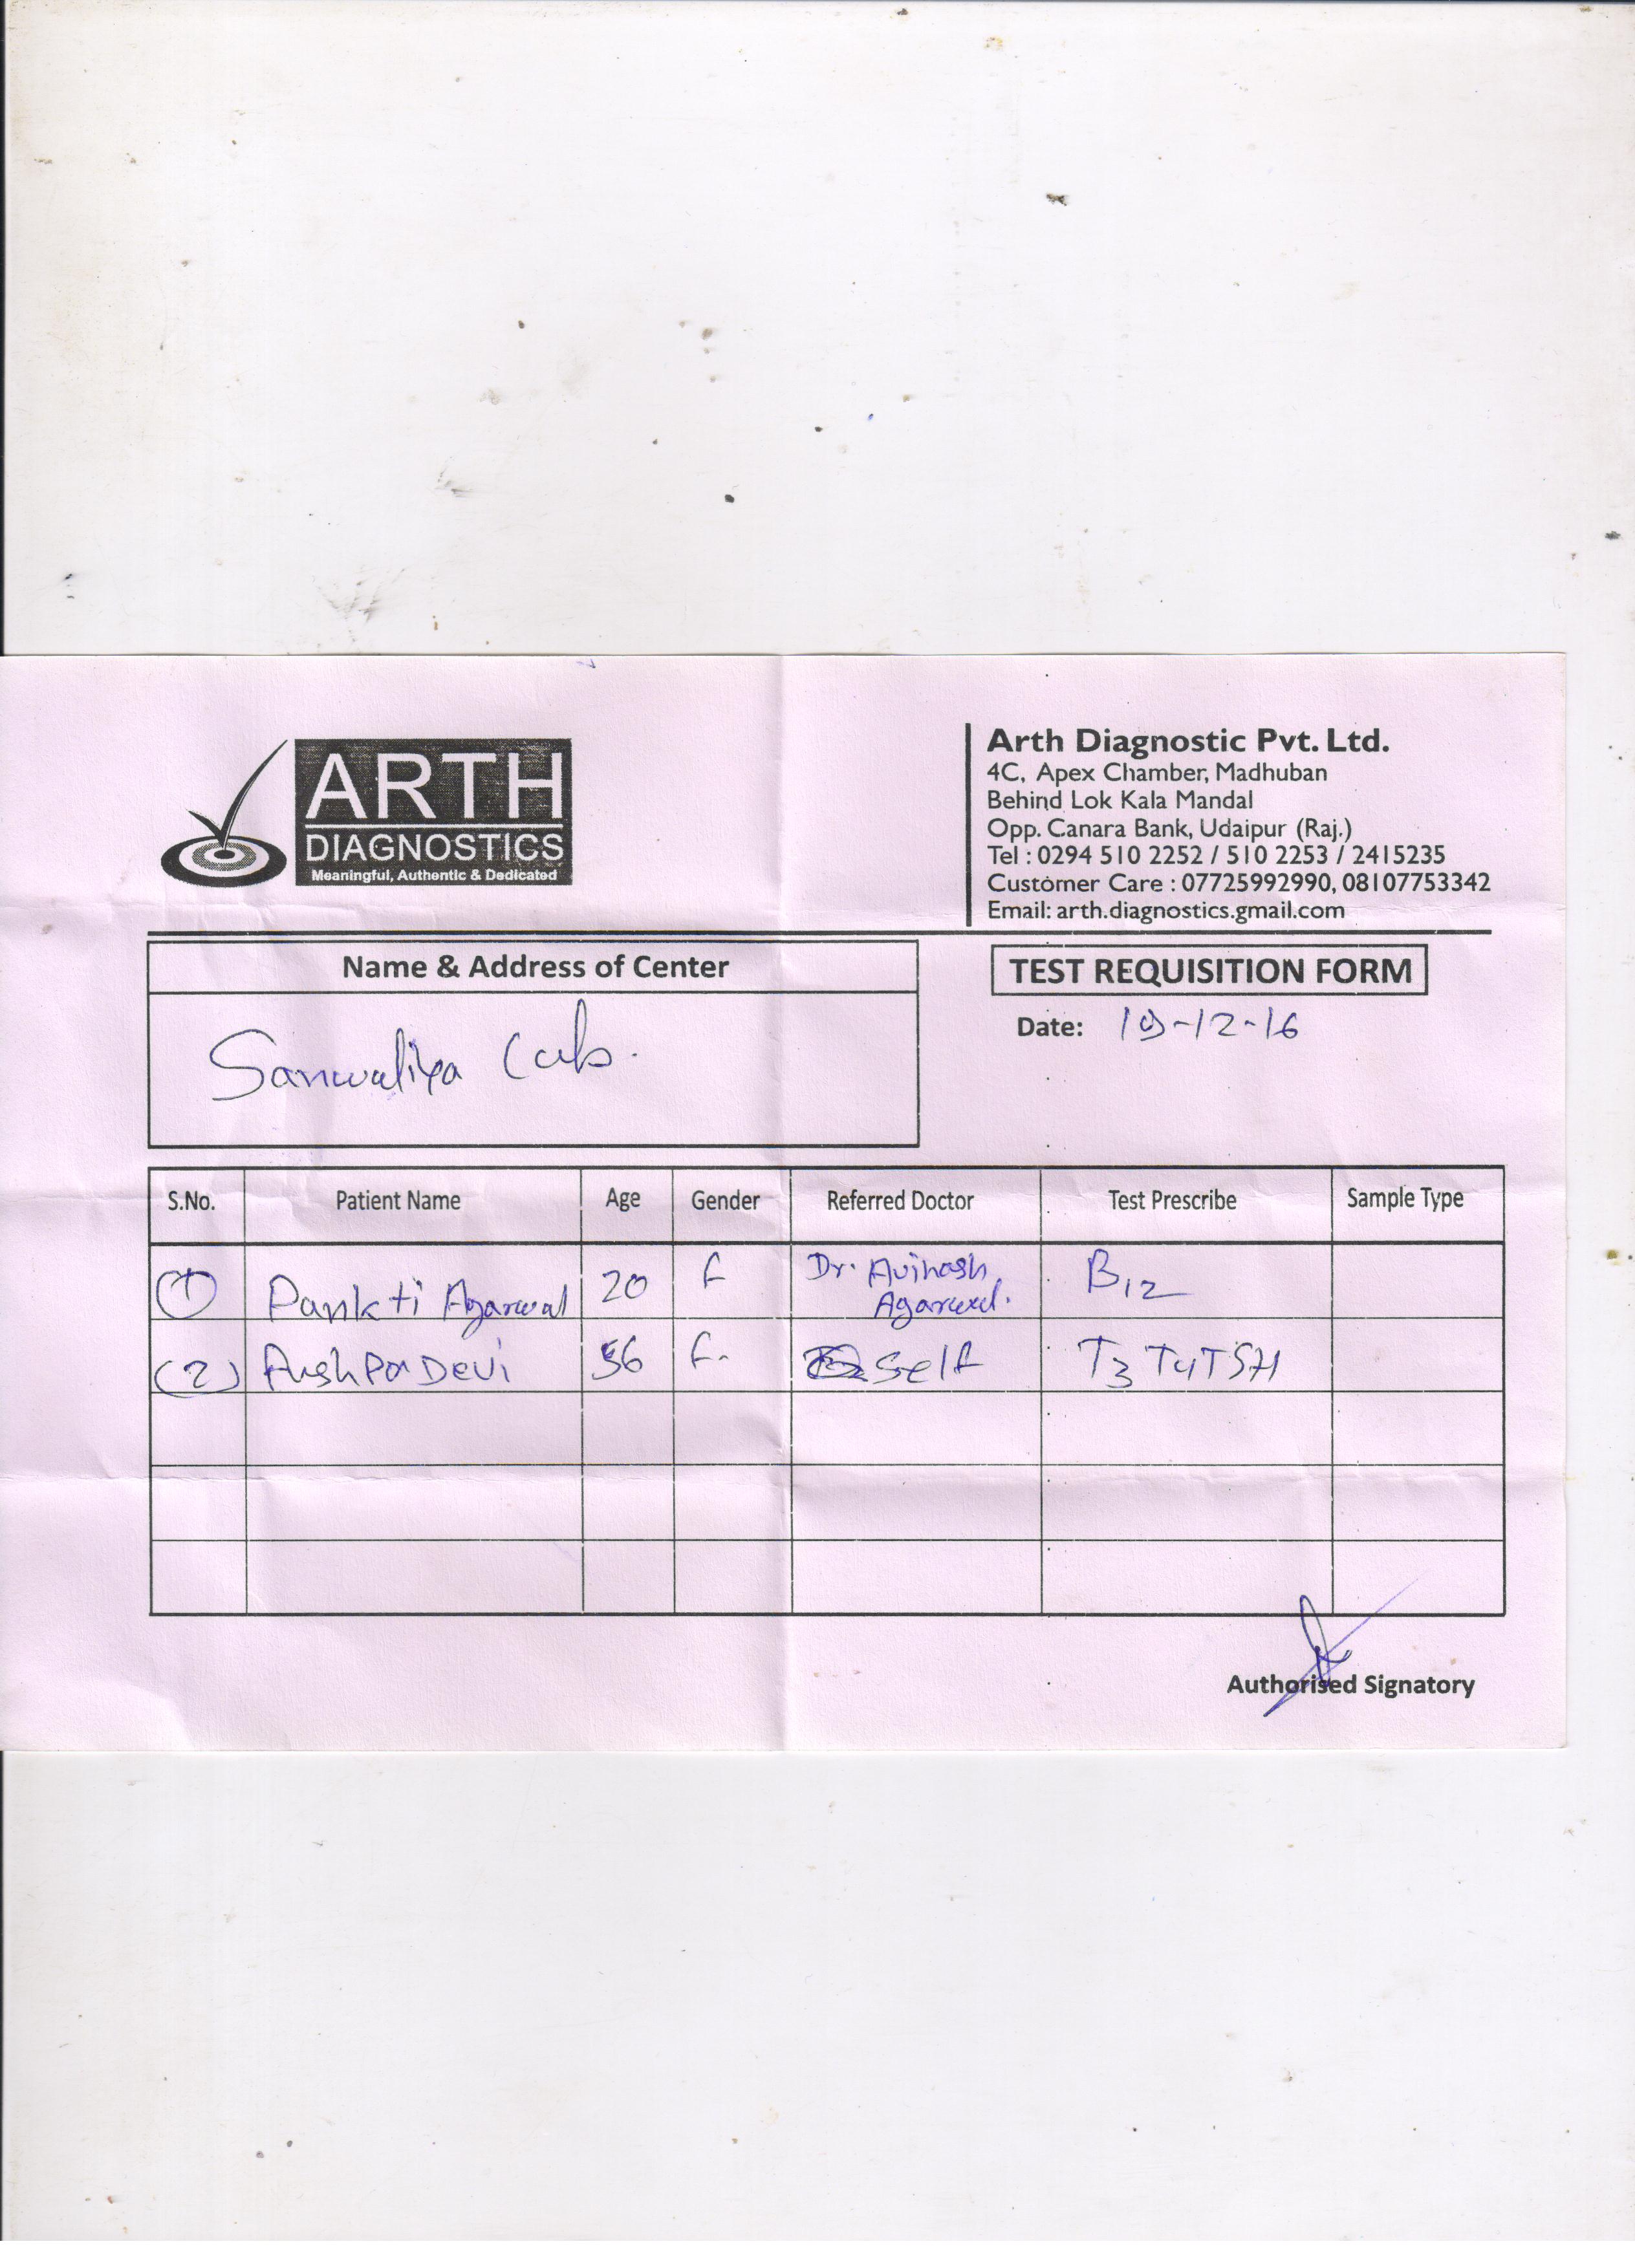 ARTH
DIAGNOSTICS
Meaningful, Authentic & Dedicated
Arth Diagnostic Pvt. Ltd.
4C, Apex Chamber, Madhuban
Behind Lok Kala Mandal
Opp. Canara Bank, Udaipur (Raj.)
Tel : 0294 510 2252 / 510 2253 / 2415235
Customer Care : 07725992990, 08107753342
Email: arth.diagnostics.gmail.com
Name & Address of Center
Sanwaliya Lab.
TEST REQUISITION FORM
Date: 19-12-16
S.No. Patient Name Age Gender Referred Doctor Test Prescribe Sample Type
(1) Pankti Agarwal 20 F Dr. Avinash Agarwal. B12
(2) Pushpa Devi 56 F. Self T3 T4 TSH
Authorised Signatory